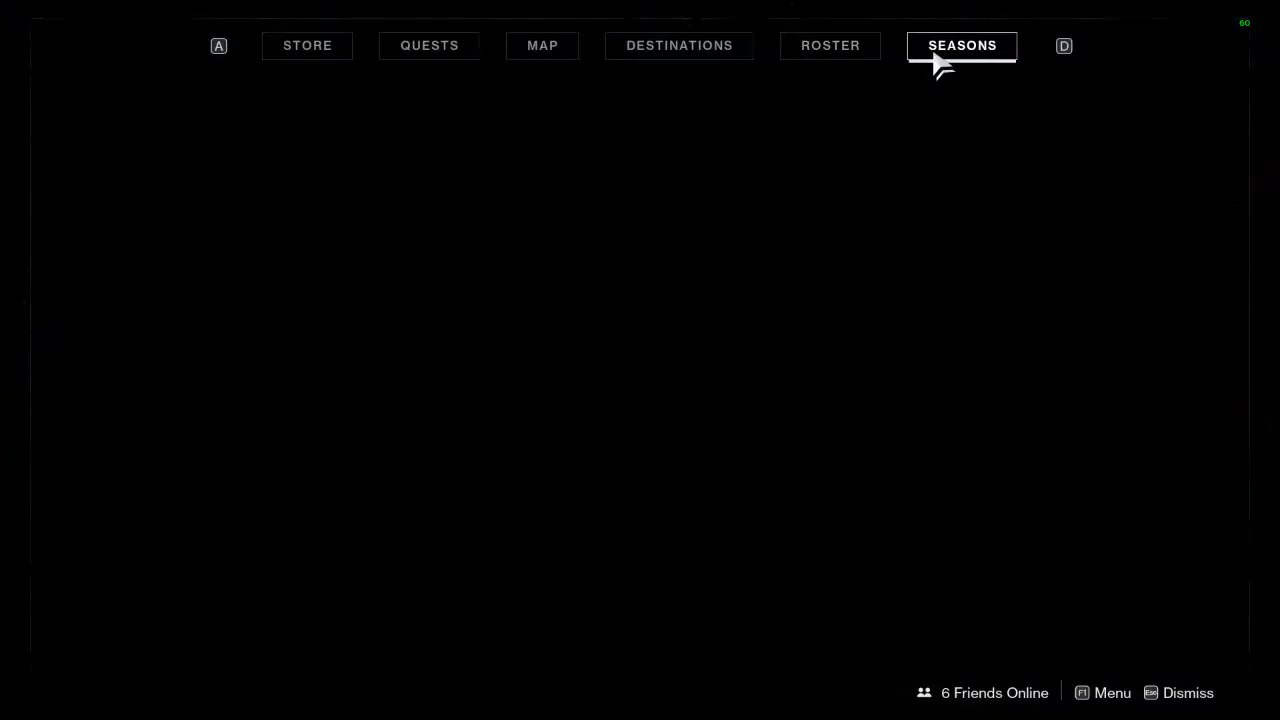 60
A STORE QUESTS MAP DESTINATIONS ROSTER SEASONS D
6 Friends Online F1 Menu Esc Dismiss